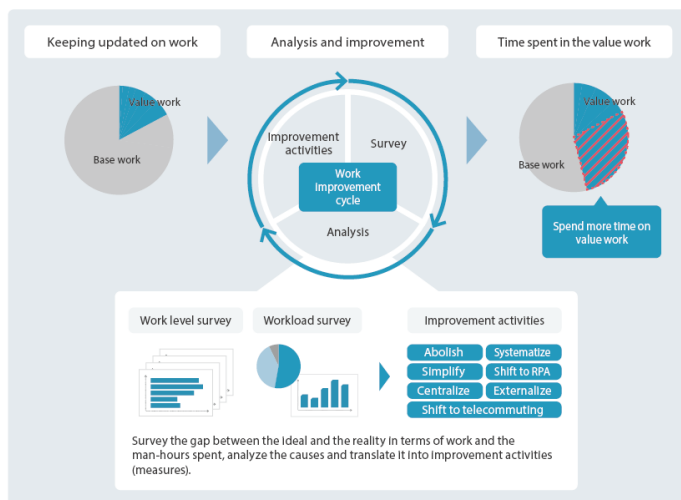 Keeping updated on work
Analysis and improvement
Time spent in the value work
Value work
Base work
Improvement
activities
Survey
Work
improvement
cycle
Analysis
Value work
Base work
Spend more time on
value work
Work level survey
Workload survey
Improvement activities
Abolish
Systematize
Simplify
Shift to RPA
Centralize
Externalize
Shift to telecommuting
Survey the gap between the ideal and the reality in terms of work and the
man-hours spent, analyze the causes and translate it into improvement activities
(measures).